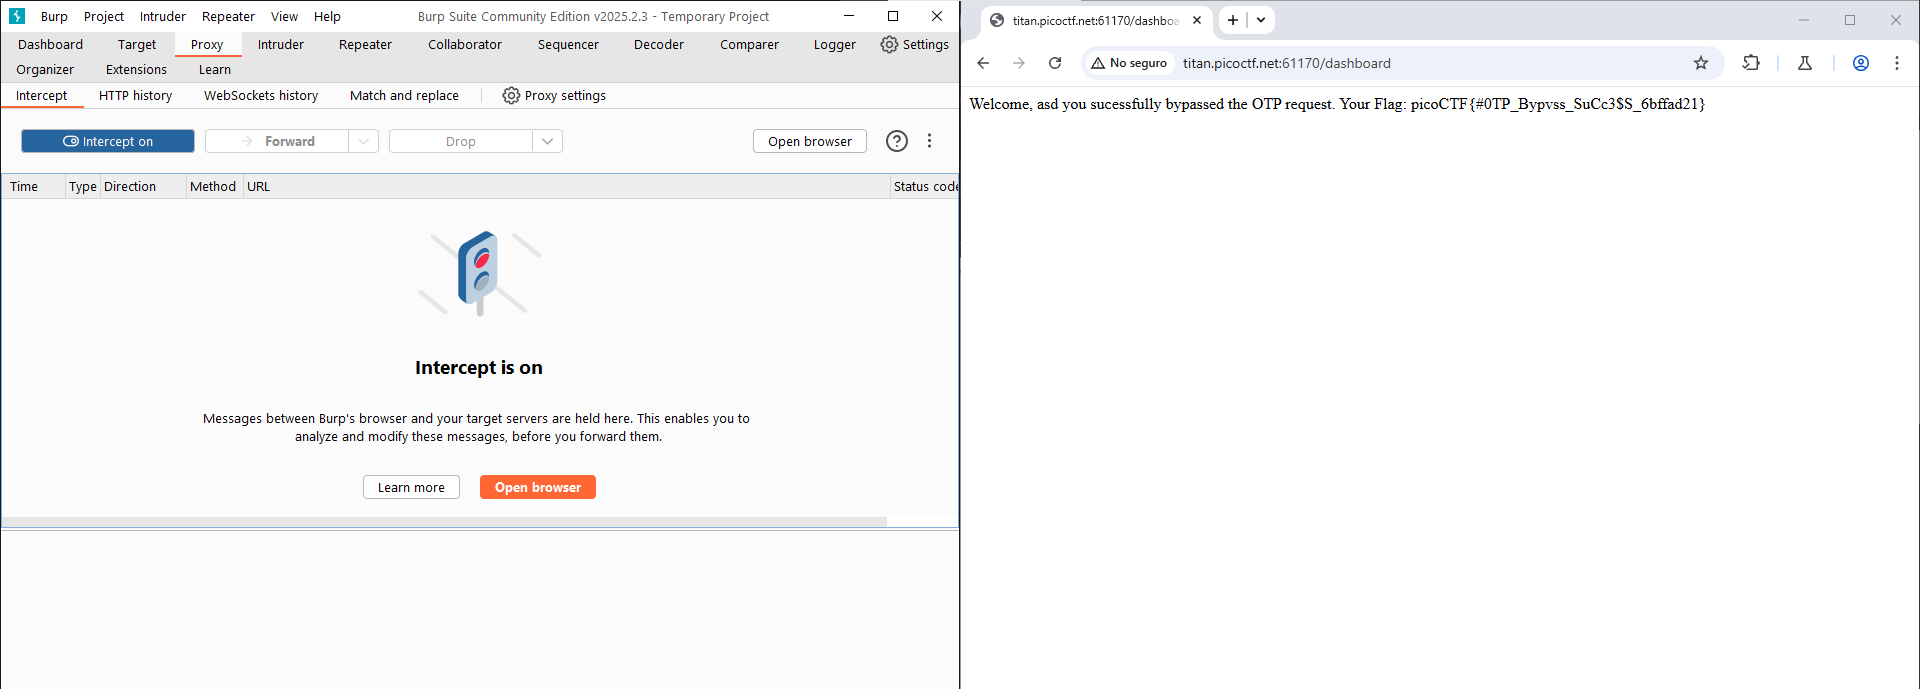 Burp Project Intruder Repeater View Help Burp Suite Community Edition v2025.2.3 - Temporary Project
Dashboard Target Proxy Intruder Repeater Collaborator Sequencer Decoder Comparer Logger Settings
Organizer Extensions Learn
Intercept HTTP history WebSockets history Match and replace Proxy settings
Intercept on Forward Drop Open browser
Time Type Direction Method URL Status code
Intercept is on
Messages between Burp's browser and your target servers are held here. This enables you to
analyze and modify these messages, before you forward them.
Learn more Open browser
titan.picoctf.net:61170/dashboa
No seguro titan.picoctf.net:61170/dashboard
Welcome, asd you sucessfully bypassed the OTP request. Your Flag: picoCTF{#0TP_Bypvss_SuCc3$S_6bffad21}